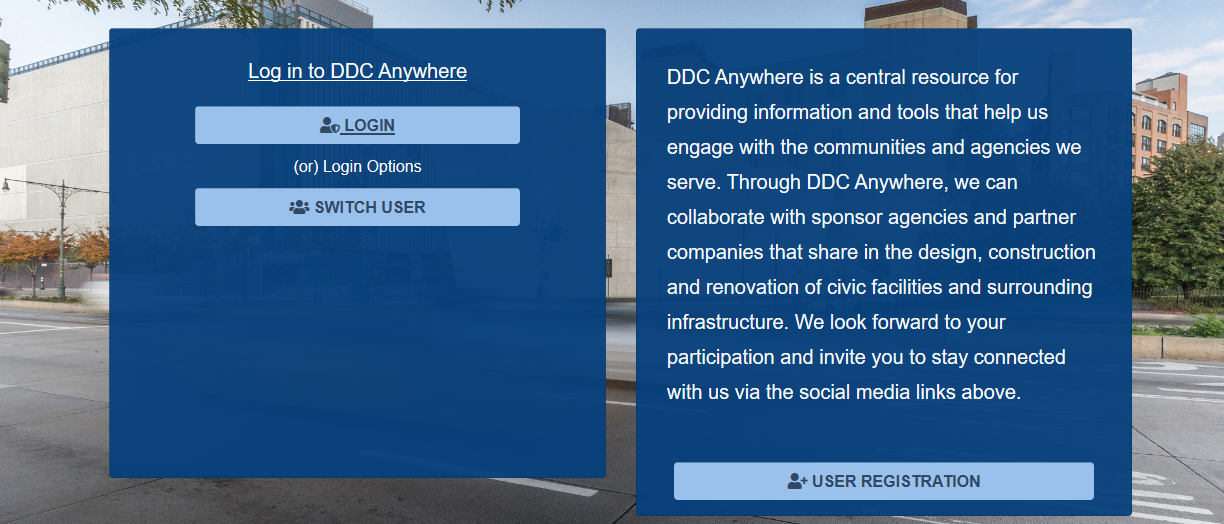 Log in to DDC Anywhere
LOGIN
(or) Login Options
SWITCH USER
DDC Anywhere is a central resource for
providing information and tools that help us
engage with the communities and agencies we
serve. Through DDC Anywhere, we can
collaborate with sponsor agencies and partner
companies that share in the design, construction
and renovation of civic facilities and surrounding
infrastructure. We look forward to your
participation and invite you to stay connected
with us via the social media links above.
USER REGISTRATION